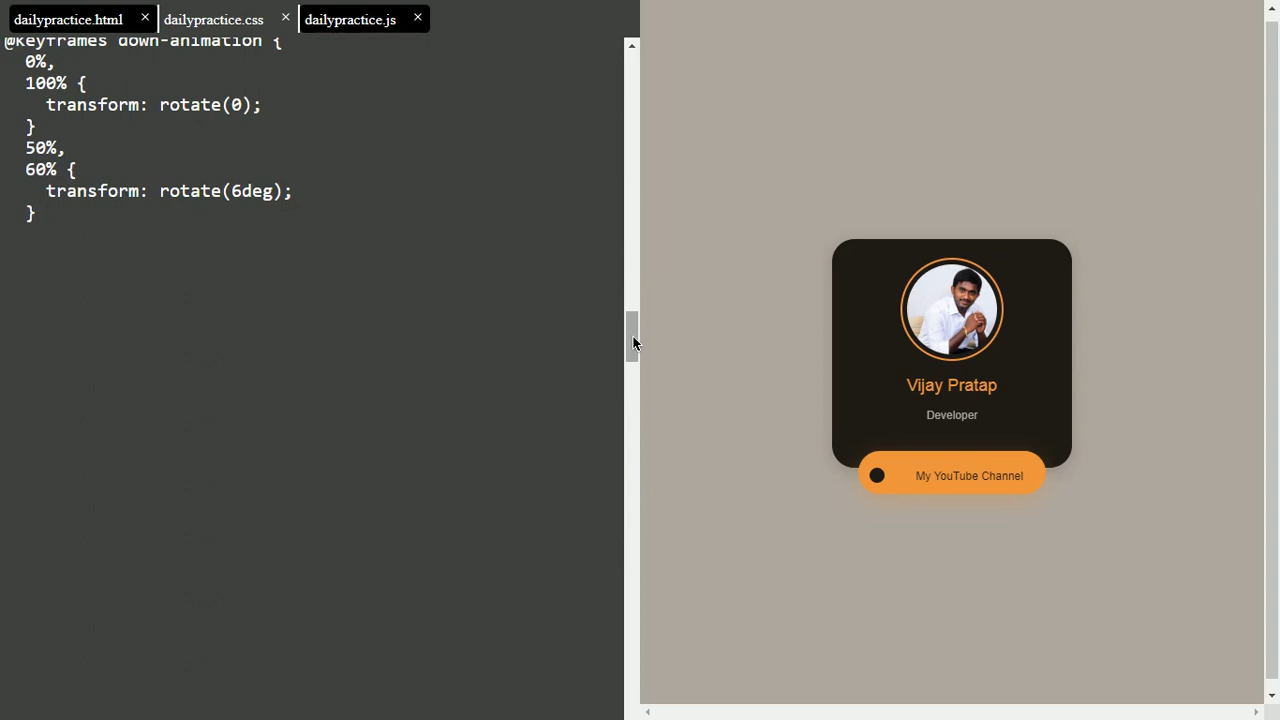 dailypractice.html ×
dailypractice.css ×
dailypractice.js ×
@keyframes down-animation {
0%,
100% {
transform: rotate(0);
}
50%,
60% {
transform: rotate(6deg);
}
Vijay Pratap
Developer
My YouTube Channel